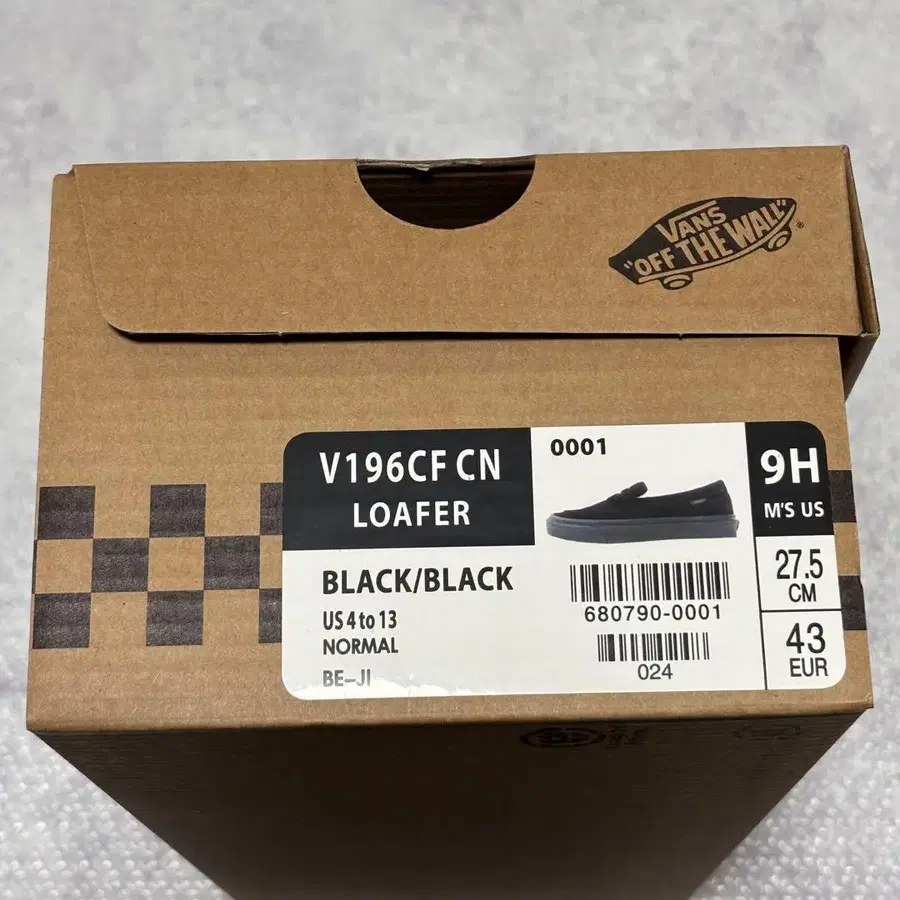 VANS
"OFF THE WALL"
V196CF CN
LOAFER
0001
9H
M'S US
BLACK/BLACK
US 4 to 13
NORMAL
BE-JI
680790-0001
024
27.5
CM
43
EUR